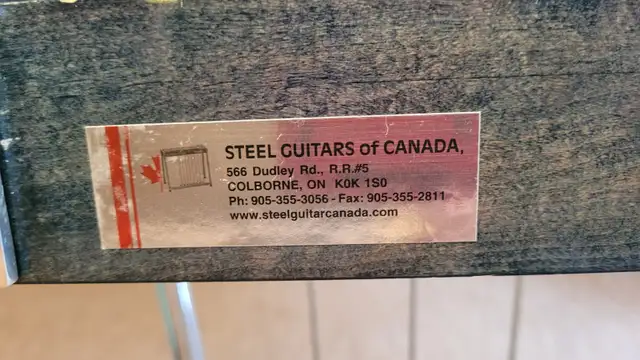 STEEL GUITARS of CANADA,
566 Dudley Rd., R.R.#5
COLBORNE, ON K0K 1S0
Ph: 905-355-3056 - Fax: 905-355-2811
www.steelguitarcanada.com